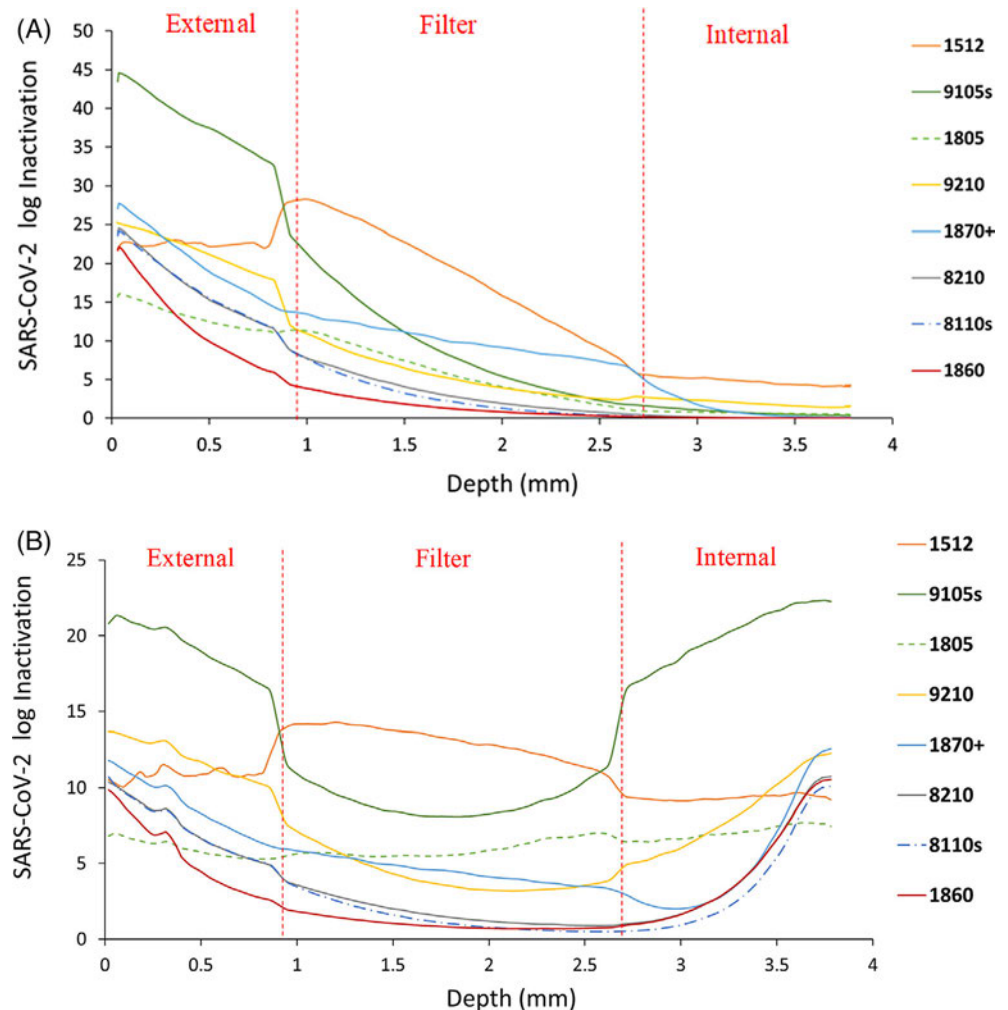 (A)
External
Filter
Internal
SARS-CoV-2 log Inactivation
50
45
40
35
30
25
20
15
10
5
0
0
0.5
1
1.5
2
2.5
3
3.5
4
Depth (mm)
1512
9105s
1805
9210
1870+
8210
8110s
1860
(B)
External
Filter
Internal
SARS-CoV-2 log Inactivation
25
20
15
10
5
0
0
0.5
1
1.5
2
2.5
3
3.5
4
Depth (mm)
1512
9105s
1805
9210
1870+
8210
8110s
1860